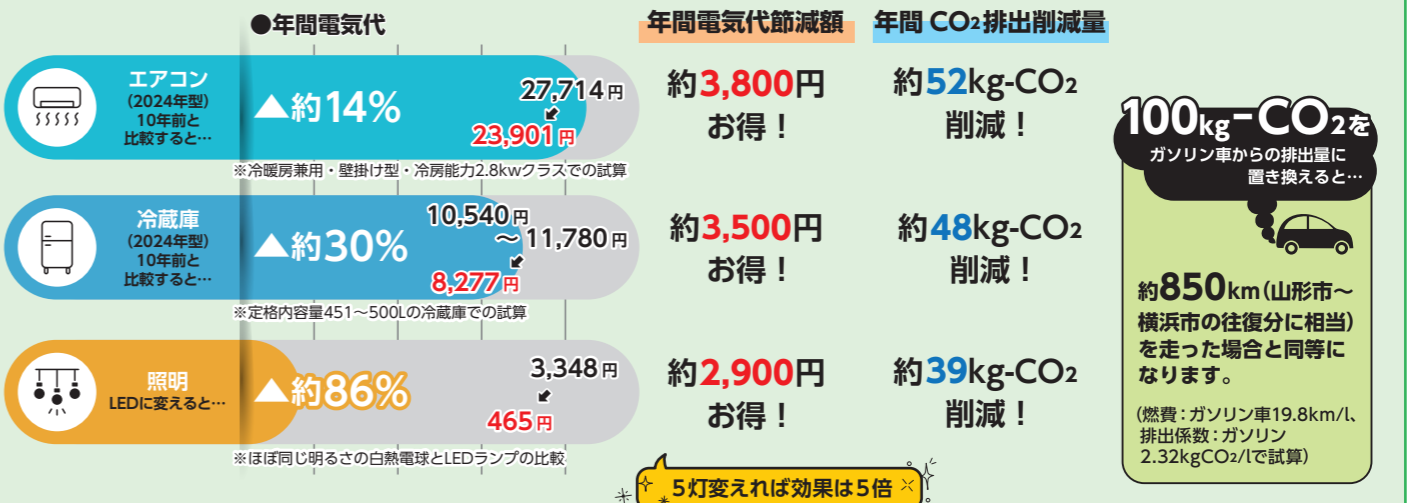 ●年間電気代
年間電気代節減額
年間 CO2排出削減量
エアコン
(2024年型)
10年前と
比較すると…
▲約14%
27,714円
23,901円
※冷暖房兼用・壁掛け型・冷房能力2.8kwクラスでの試算
約3,800円
お得！
約52kg-CO2
削減！
冷蔵庫
(2024年型)
10年前と
比較すると…
▲約30%
10,540円
～11,780円
8,277円
※定格内容量451～500Lの冷蔵庫での試算
約3,500円
お得！
約48kg-CO2
削減！
照明
LEDに変えると…
▲約86%
3,348円
465円
※ほぼ同じ明るさの白熱電球とLEDランプの比較
約2,900円
お得！
約39kg-CO2
削減！
5灯変えれば効果は5倍
100kg-CO2を
ガソリン車からの排出量に
置き換えると…
約850km(山形市～
横浜市の往復分に相当)
を走った場合と同等に
なります。
(燃費：ガソリン車19.8km/l、
排出係数：ガソリン
2.32kgCO2/lで試算)